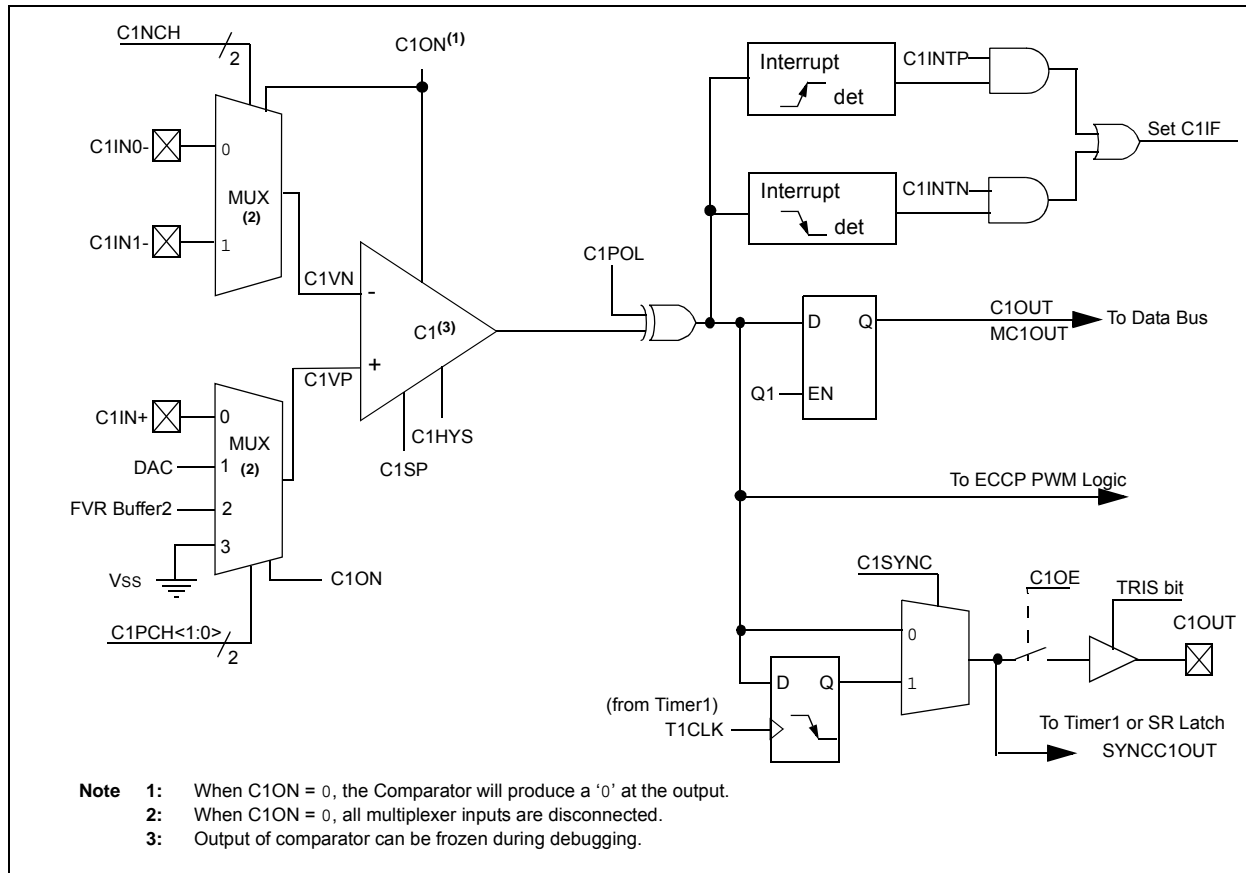 C1NCH
2
C1ON(1)
C1IN0-
0
MUX
(2)
C1IN1-
1
C1VN
-
C1(3)
+
C1VP
C1HYS
C1SP
C1IN+
0
MUX
(2)
DAC
1
FVR Buffer2
2
3
VSS
C1ON
C1PCH<1:0>
2
C1POL
Interrupt
det
C1INTP
Interrupt
det
C1INTN
Set C1IF
D
Q
Q1
EN
C1OUT
MC1OUT
To Data Bus
To ECCP PWM Logic
C1SYNC
0
1
D
Q
(from Timer1)
T1CLK
C1OE
TRIS bit
C1OUT
To Timer1 or SR Latch
SYNCC1OUT
Note 1: When C1ON = 0, the Comparator will produce a ‘0’ at the output.
2: When C1ON = 0, all multiplexer inputs are disconnected.
3: Output of comparator can be frozen during debugging.